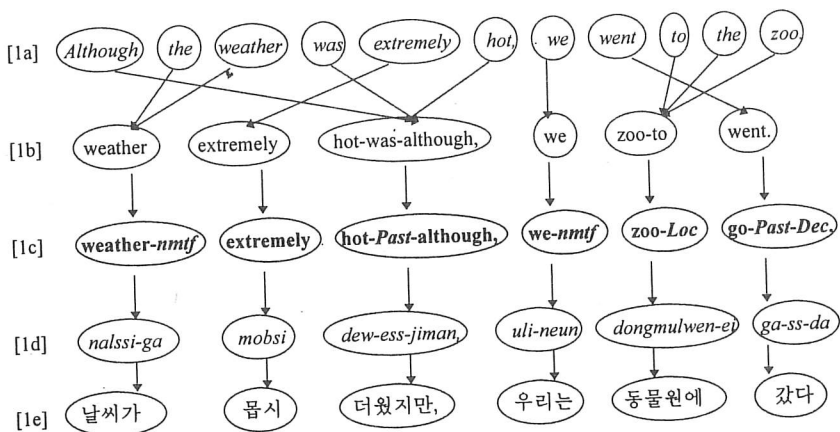 [1a] Although the weather was extremely hot, we went to the zoo,
[1b] weather extremely hot-was-although, we zoo-to went.
[1c] weather-nmtf extremely hot-Past-although, we-nmtf zoo-Loc go-Past-Dec,
[1d] nalssi-ga mobsi dew-ess-jiman, uli-neun dongmulwen-ei ga-ss-da
[1e] 날씨가 몹시 더웠지만, 우리는 동물원에 갔다